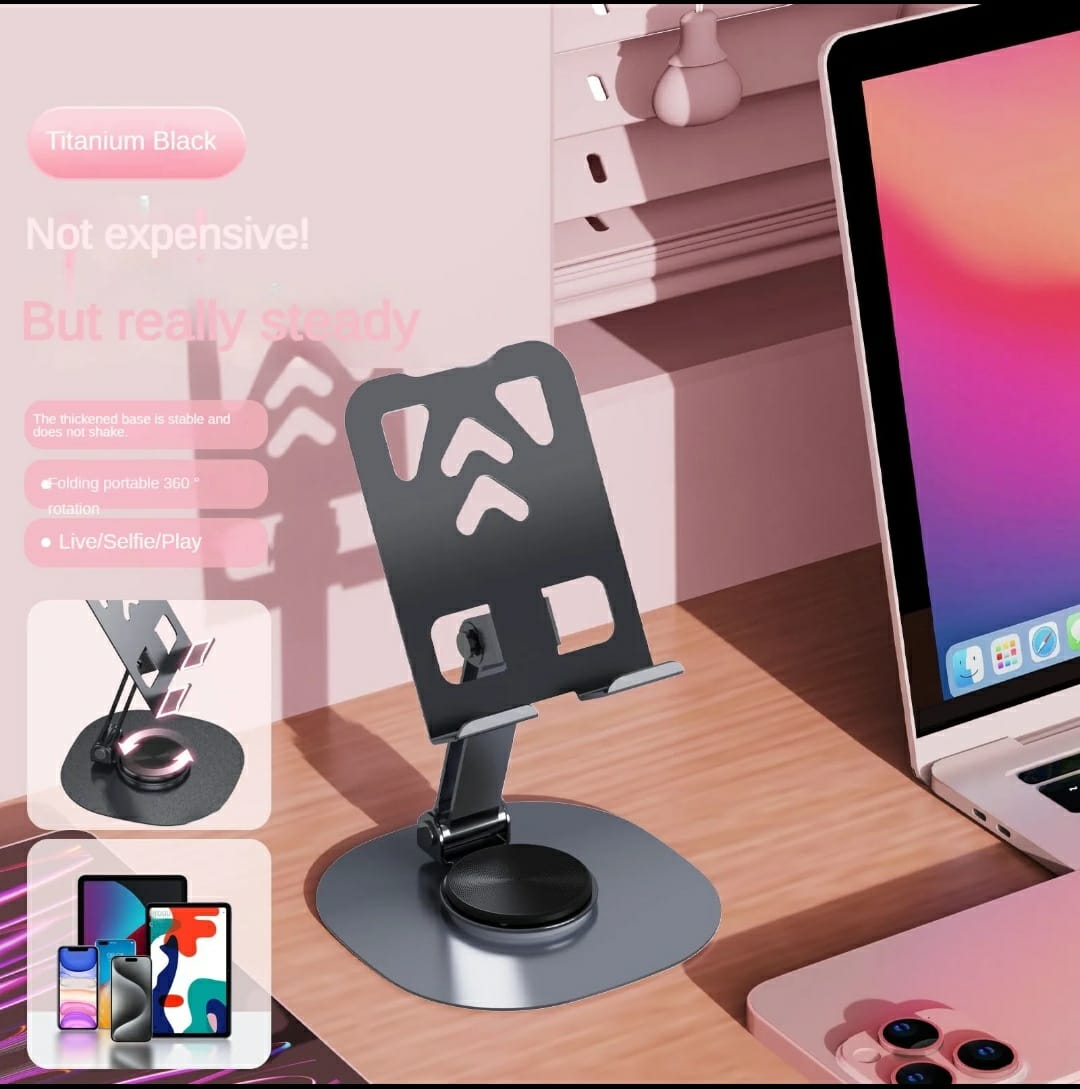 Titanium Black
Not expensive!
But really steady
The thickened base is stable and
does not shake.
Folding portable 360 °
rotation
Live/Selfie/Play